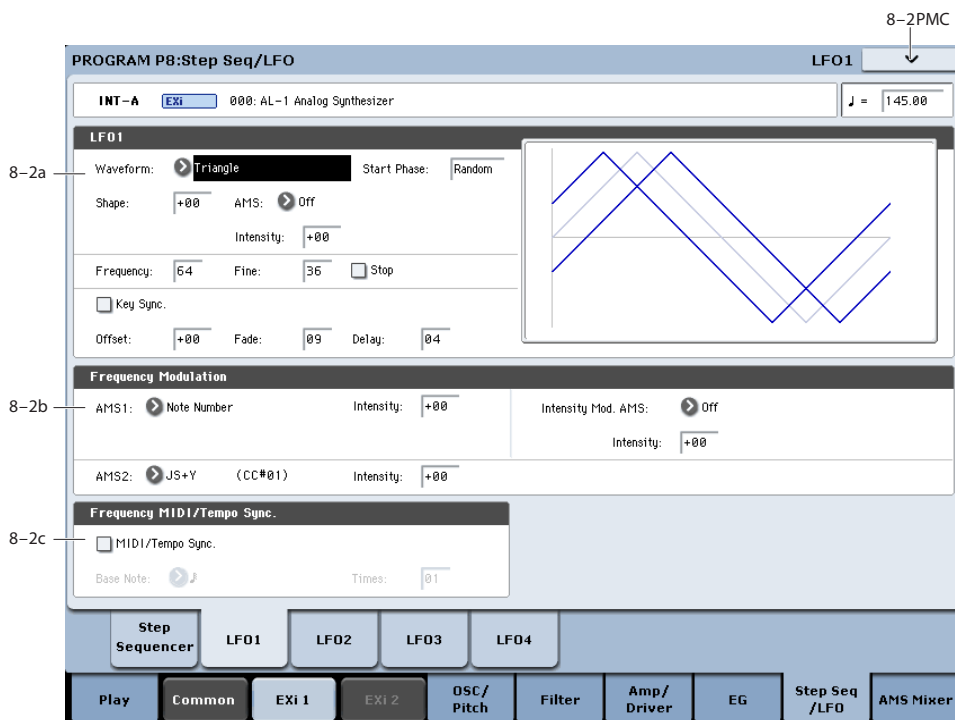 8–2PMC
PROGRAM P8:Step Seq/LFO LFO1
INT–A EXi 000: AL–1 Analog Synthesizer ♩ = 145.00
LFO1
8–2a Waveform: Triangle Start Phase: Random
Shape: +00 AMS: Off
Intensity: +00
Frequency: 64 Fine: 36 Stop
Key Sync.
Offset: +00 Fade: 09 Delay: 04
Frequency Modulation
8–2b AMS1: Note Number Intensity: +00 Intensity Mod. AMS: Off
Intensity: +00
AMS2: JS+Y (CC#01) Intensity: +00
Frequency MIDI/Tempo Sync.
8–2c MIDI/Tempo Sync.
Base Note: ♪ Times: 01
Step Sequencer LFO1 LFO2 LFO3 LFO4
Play Common EXi 1 EXi 2 OSC/ Pitch Filter Amp/ Driver EG Step Seq /LFO AMS Mixer